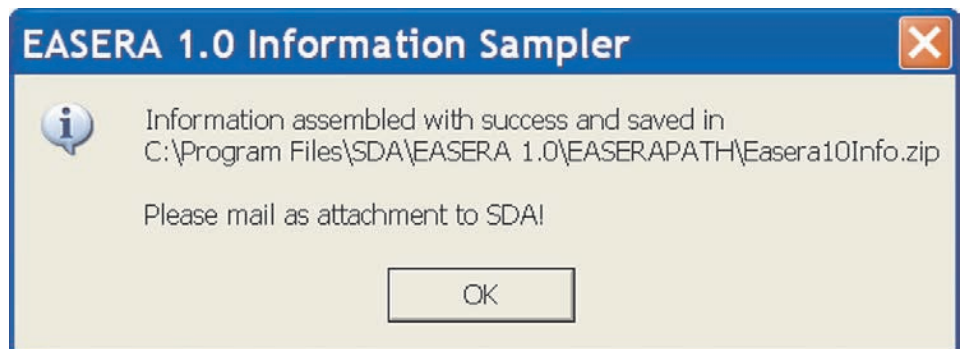 EASERA 1.0 Information Sampler
Information assembled with success and saved in
C:\Program Files\SDA\EASERA 1.0\EASERAPATH\Easera10Info.zip
Please mail as attachment to SDA!
OK